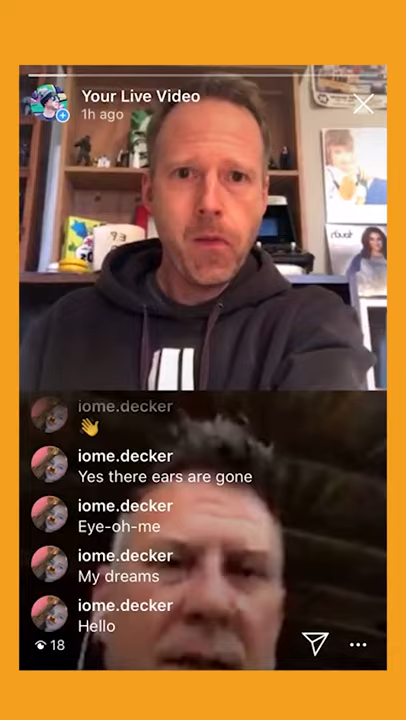 Your Live Video
1h ago
iome.decker
👋
iome.decker
Yes there ears are gone
iome.decker
Eye-oh-me
iome.decker
My dreams
iome.decker
Hello
18